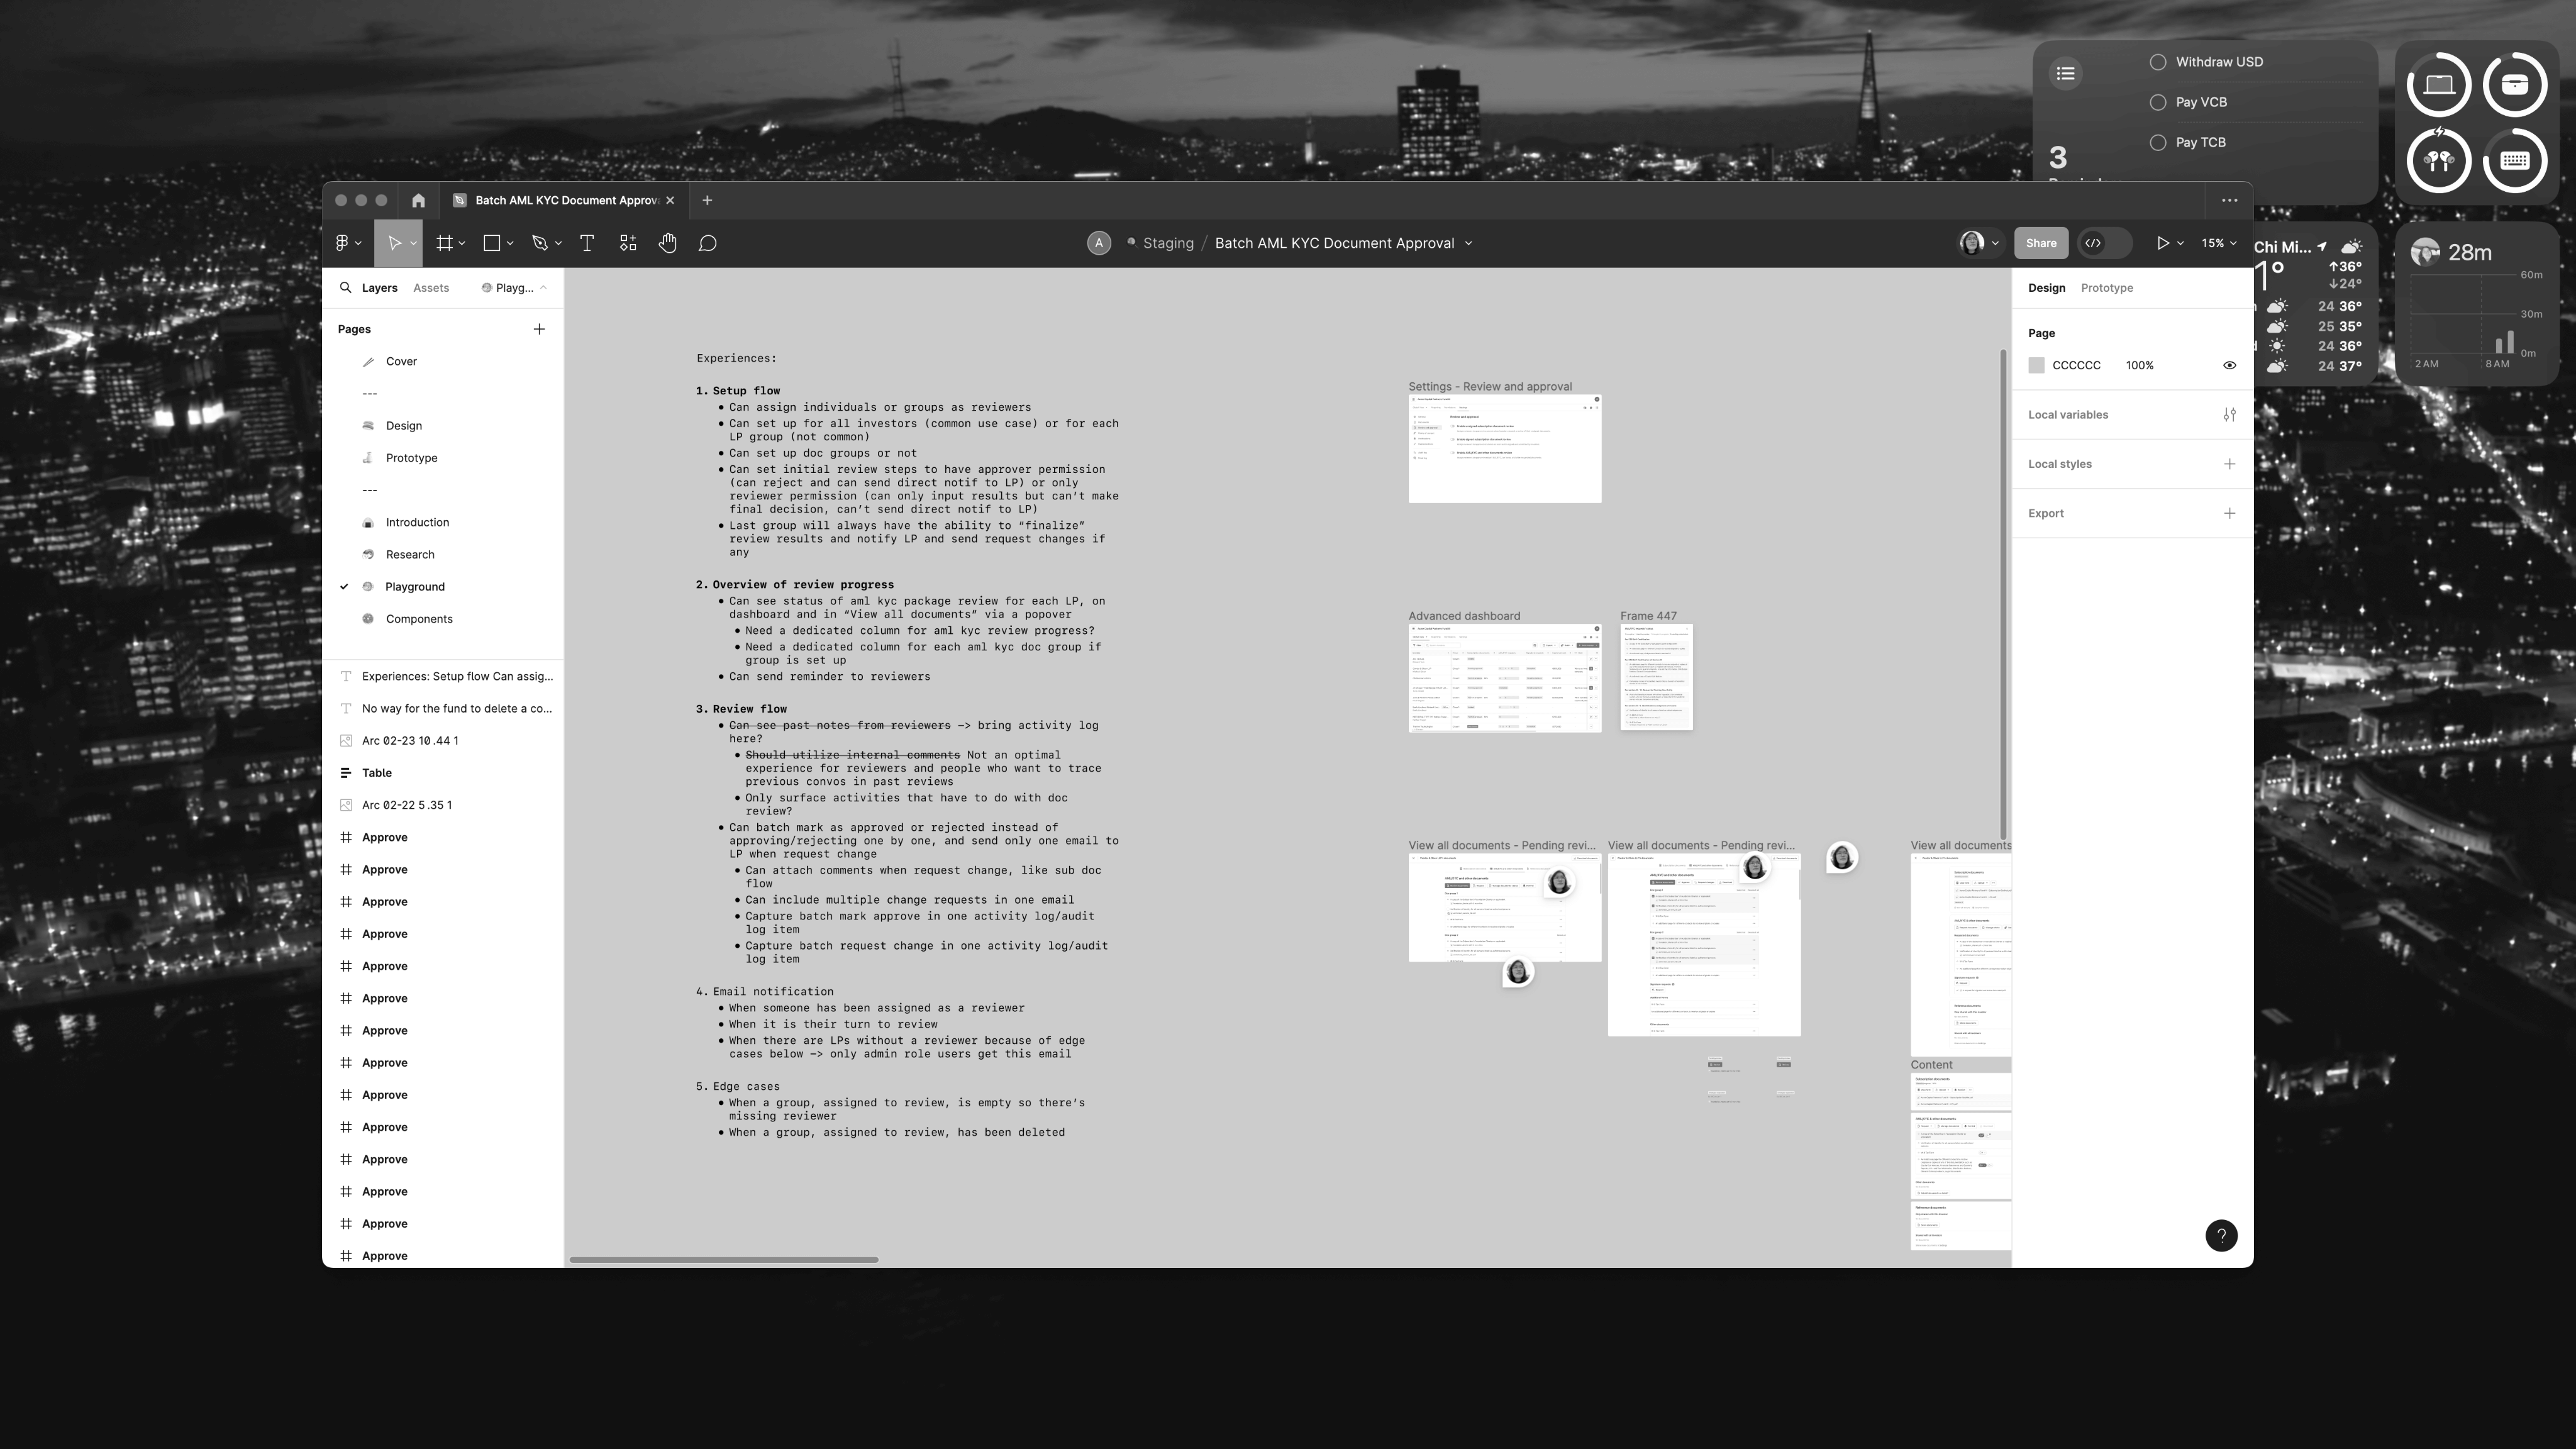 Withdraw USD
Pay VCB
Pay TCB
3
Batch AML KYC Document Approv
Staging / Batch AML KYC Document Approval
A
Share
15%
Chi Mi...
1°
↑36°
↓24°
24 36°
25 35°
24 36°
24 37°
28m
60m
30m
0m
2 AM
8 AM
Layers
Assets
Playg...
Pages
Cover
---
Design
Prototype
---
Introduction
Research
Playground
Components
Experiences: Setup flow Can assig...
No way for the fund to delete a co...
Arc 02-23 10.44 1
Table
Arc 02-22 5.35 1
Approve
Approve
Approve
Approve
Approve
Approve
Approve
Approve
Approve
Approve
Approve
Approve
Approve
Approve
Experiences:
1. Setup flow
• Can assign individuals or groups as reviewers
• Can set up for all investors (common use case) or for each
LP group (not common)
• Can set up doc groups or not
• Can set initial review steps to have approver permission
(can reject and can send direct notif to LP) or only
reviewer permission (can only input results but can't make
final decision, can't send direct notif to LP)
• Last group will always have the ability to “finalize”
review results and notify LP and send request changes if
any
2. Overview of review progress
• Can see status of aml kyc package review for each LP, on
dashboard and in “View all documents” via a popover
• Need a dedicated column for aml kyc review progress?
• Need a dedicated column for each aml kyc doc group if
group is set up
• Can send reminder to reviewers
3. Review flow
• Can see past notes from reviewers —> bring activity log
here?
• Should utilize internal comments Not an optimal
experience for reviewers and people who want to trace
previous convos in past reviews
• Only surface activities that have to do with doc
review?
• Can batch mark as approved or rejected instead of
approving/rejecting one by one, and send only one email to
LP when request change
• Can attach comments when request change, like sub doc
flow
• Can include multiple change requests in one email
• Capture batch mark approve in one activity log/audit
log item
• Capture batch request change in one activity log/audit
log item
4. Email notification
• When someone has been assigned as a reviewer
• When it is their turn to review
• When there are LPs without a reviewer because of edge
cases below —> only admin role users get this email
5. Edge cases
• When a group, assigned to review, is empty so there's
missing reviewer
• When a group, assigned to review, has been deleted
Settings - Review and approval
Advanced dashboard
Frame 447
View all documents - Pending revi...
View all documents - Pending revi...
View all documents
Content
Design
Prototype
Page
CCCCCC
100%
Local variables
Local styles
Export
?